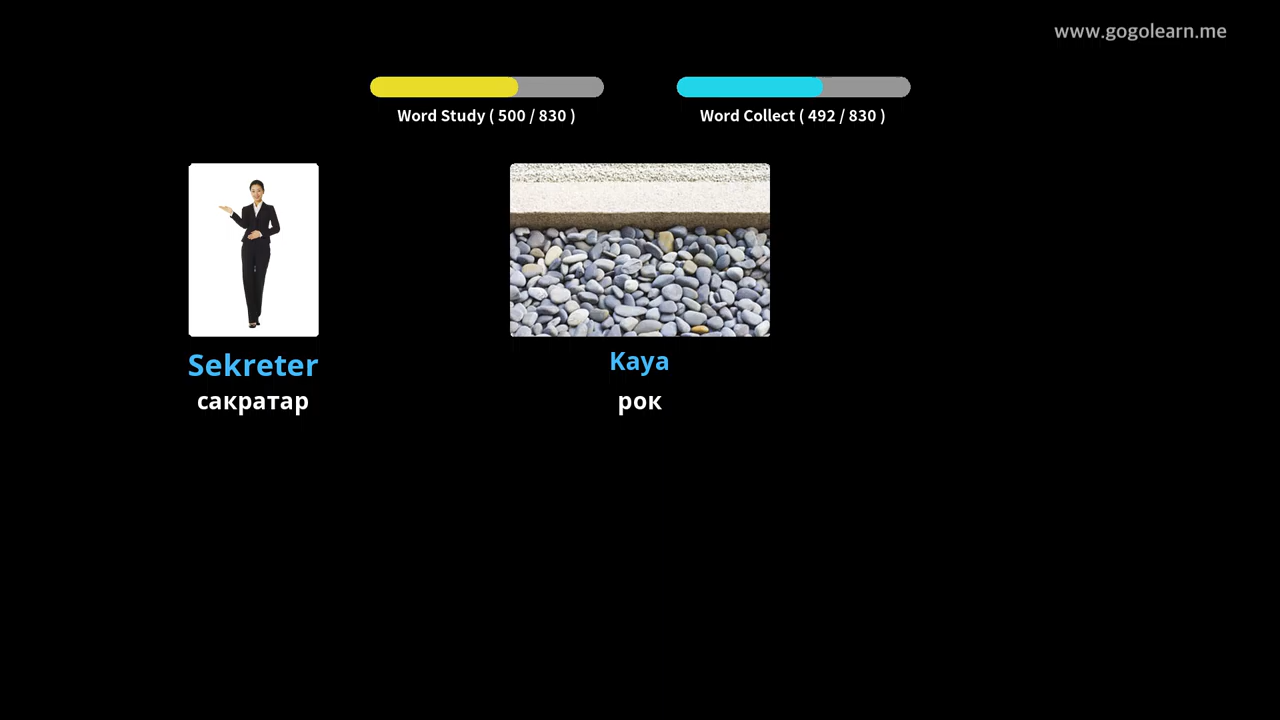 www.gogolearn.me
Word Study ( 500 / 830 )
Word Collect ( 492 / 830 )
Sekreter
сакратар
Kaya
рок